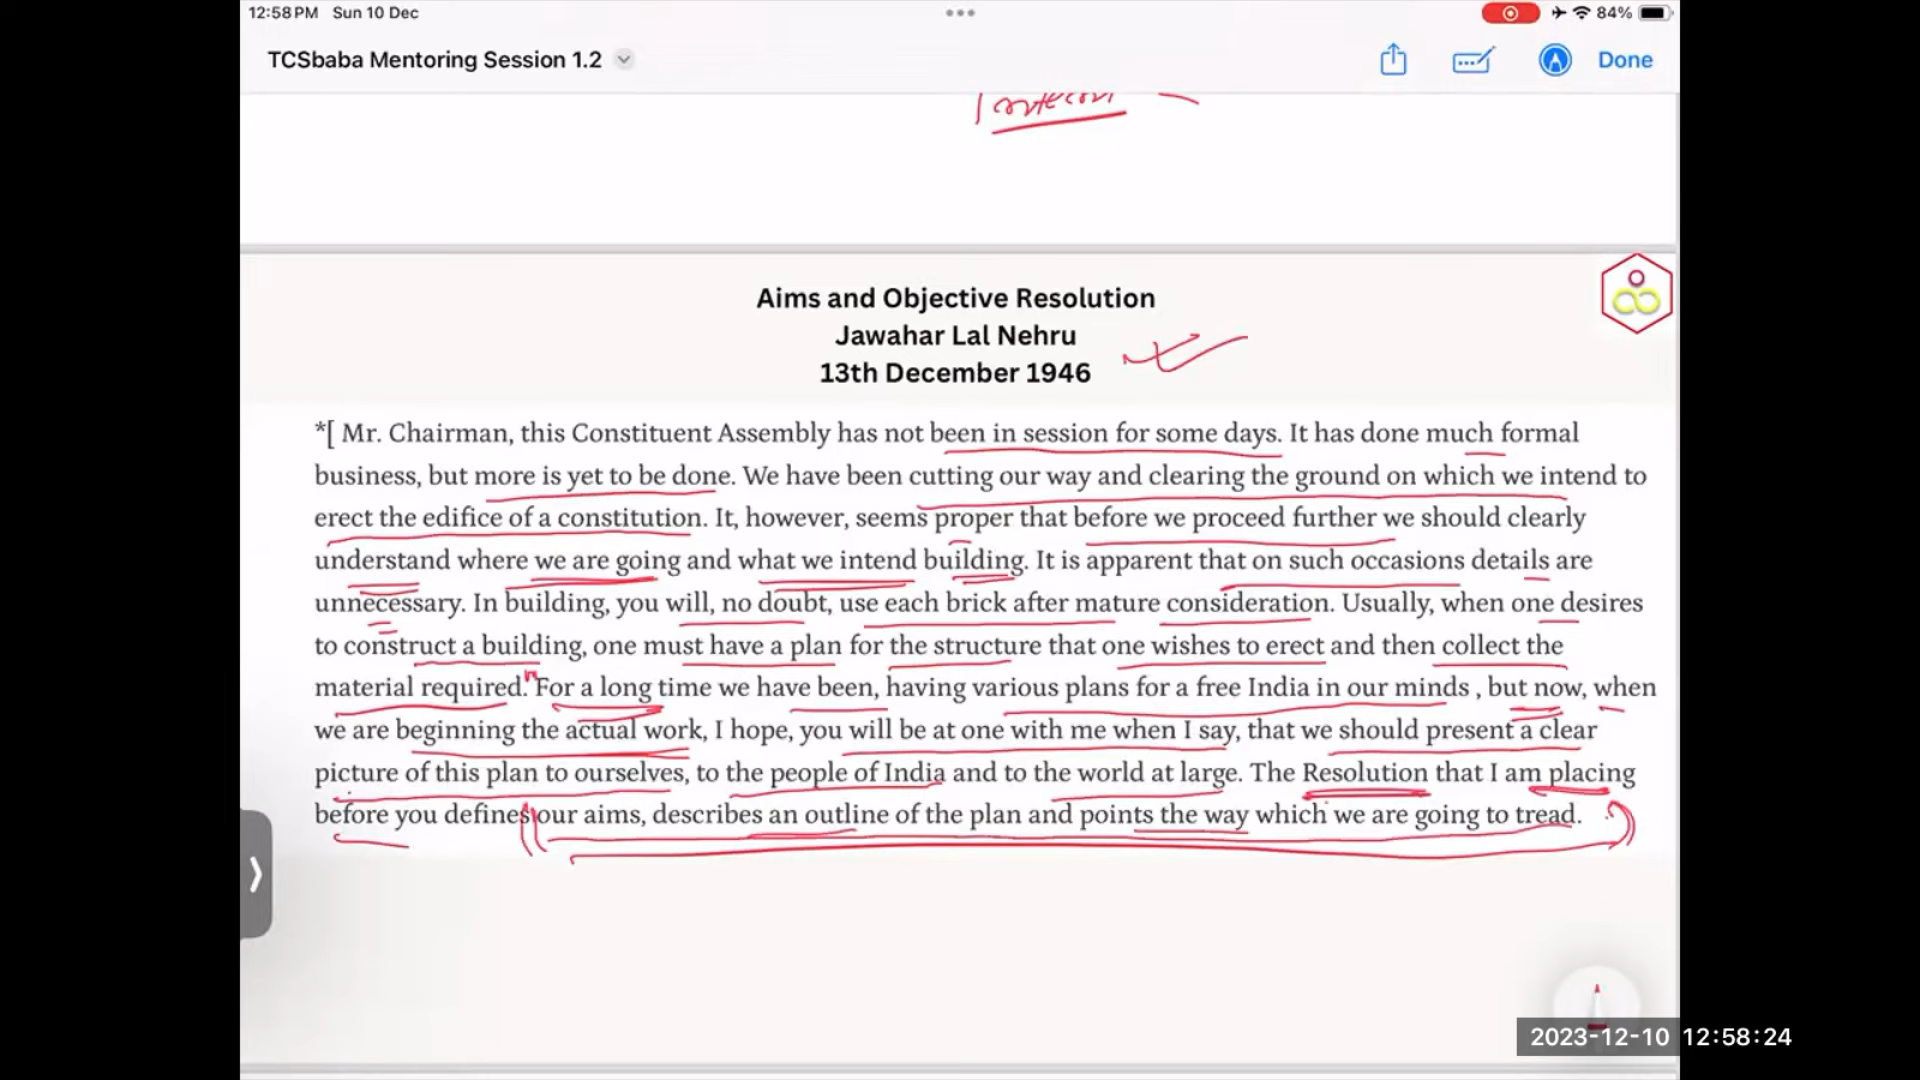 12:58 PM Sun 10 Dec
84%
TCSbaba Mentoring Session 1.2
Done
Aims and Objective Resolution
Jawahar Lal Nehru
13th December 1946
*[ Mr. Chairman, this Constituent Assembly has not been in session for some days. It has done much formal
business, but more is yet to be done. We have been cutting our way and clearing the ground on which we intend to
erect the edifice of a constitution. It, however, seems proper that before we proceed further we should clearly
understand where we are going and what we intend building. It is apparent that on such occasions details are
unnecessary. In building, you will, no doubt, use each brick after mature consideration. Usually, when one desires
to construct a building, one must have a plan for the structure that one wishes to erect and then collect the
material required. For a long time we have been, having various plans for a free India in our minds , but now, when
we are beginning the actual work, I hope, you will be at one with me when I say, that we should present a clear
picture of this plan to ourselves, to the people of India and to the world at large. The Resolution that I am placing
before you defines our aims, describes an outline of the plan and points the way which we are going to tread.
2023-12-10 12:58:24